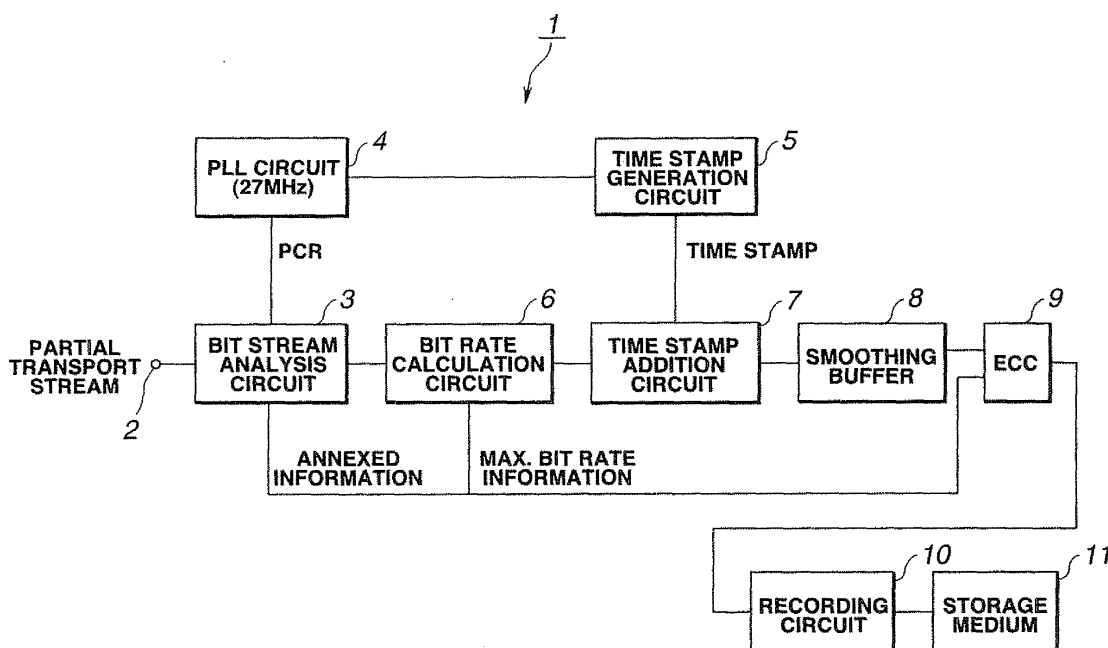 1
4
PLL CIRCUIT
(27MHz)
5
TIME STAMP
GENERATION
CIRCUIT
PCR
TIME STAMP
PARTIAL
TRANSPORT
STREAM
2
3
BIT STREAM
ANALYSIS
CIRCUIT
6
BIT RATE
CALCULATION
CIRCUIT
7
TIME STAMP
ADDITION
CIRCUIT
8
SMOOTHING
BUFFER
9
ECC
ANNEXED
INFORMATION
MAX. BIT RATE
INFORMATION
10
RECORDING
CIRCUIT
11
STORAGE
MEDIUM